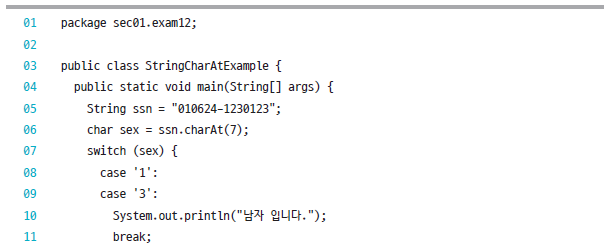 01 package sec01.exam12;
02
03 public class StringCharAtExample {
04 public static void main(String[] args) {
05 String ssn = "010624-1230123";
06 char sex = ssn.charAt(7);
07 switch (sex) {
08 case '1':
09 case '3':
10 System.out.println("남자 입니다.");
11 break;